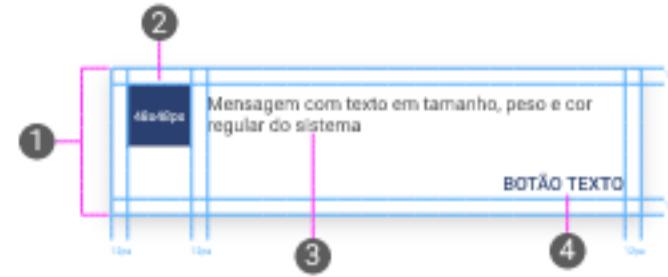 2
1
48x48px
Mensagem com texto em tamanho, peso e cor
regular do sistema
BOTÃO TEXTO
3
4